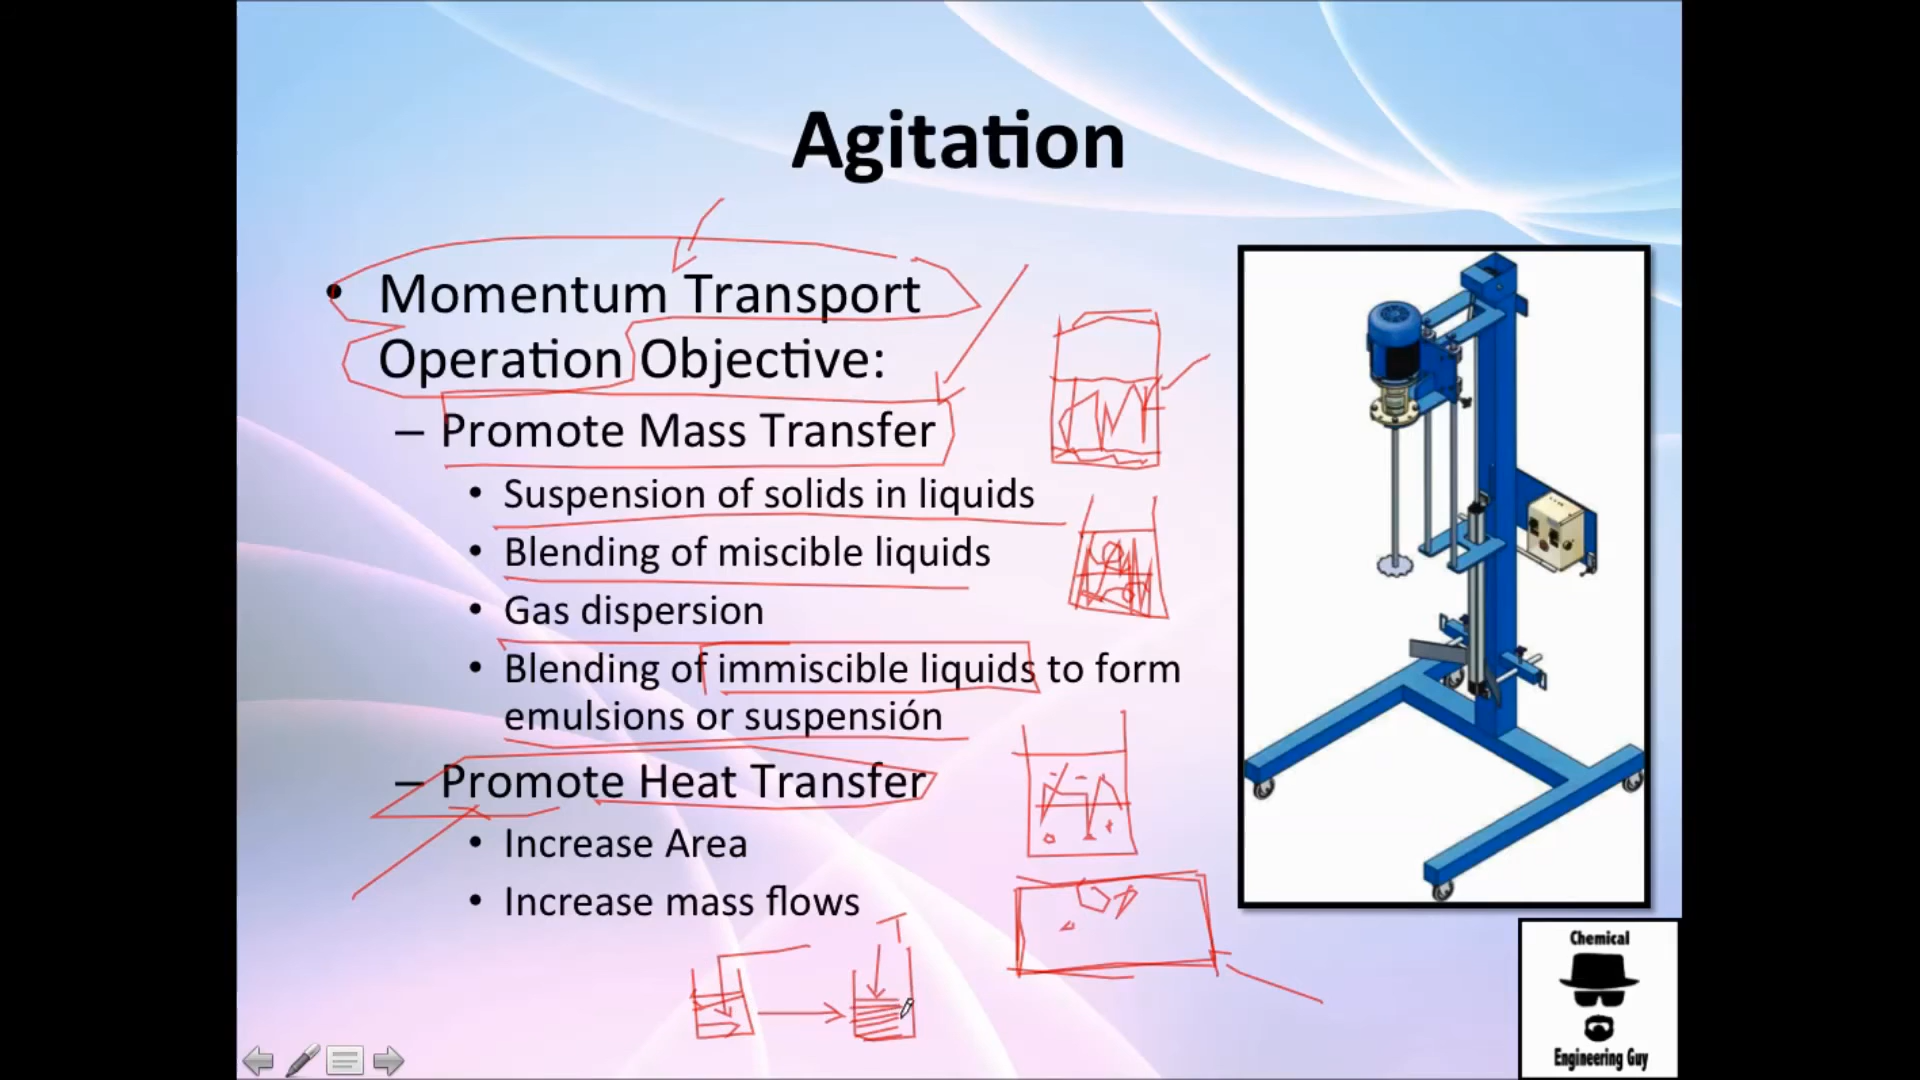 Agitation
• Momentum Transport
Operation Objective:
– Promote Mass Transfer
• Suspension of solids in liquids
• Blending of miscible liquids
• Gas dispersion
• Blending of immiscible liquids to form
emulsions or suspensión
– Promote Heat Transfer
• Increase Area
• Increase mass flows
T
Chemical
Engineering Guy